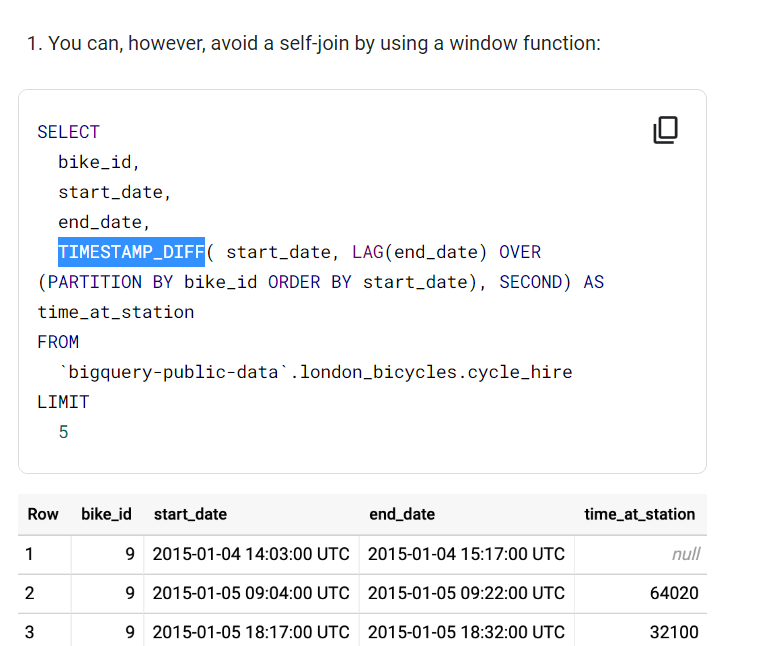 1. You can, however, avoid a self-join by using a window function:
SELECT
bike_id,
start_date,
end_date,
TIMESTAMP_DIFF( start_date, LAG(end_date) OVER
(PARTITION BY bike_id ORDER BY start_date), SECOND) AS
time_at_station
FROM
`bigquery-public-data`.london_bicycles.cycle_hire
LIMIT
5
Row bike_id start_date end_date time_at_station
1 9 2015-01-04 14:03:00 UTC 2015-01-04 15:17:00 UTC null
2 9 2015-01-05 09:04:00 UTC 2015-01-05 09:22:00 UTC 64020
3 9 2015-01-05 18:17:00 UTC 2015-01-05 18:32:00 UTC 32100